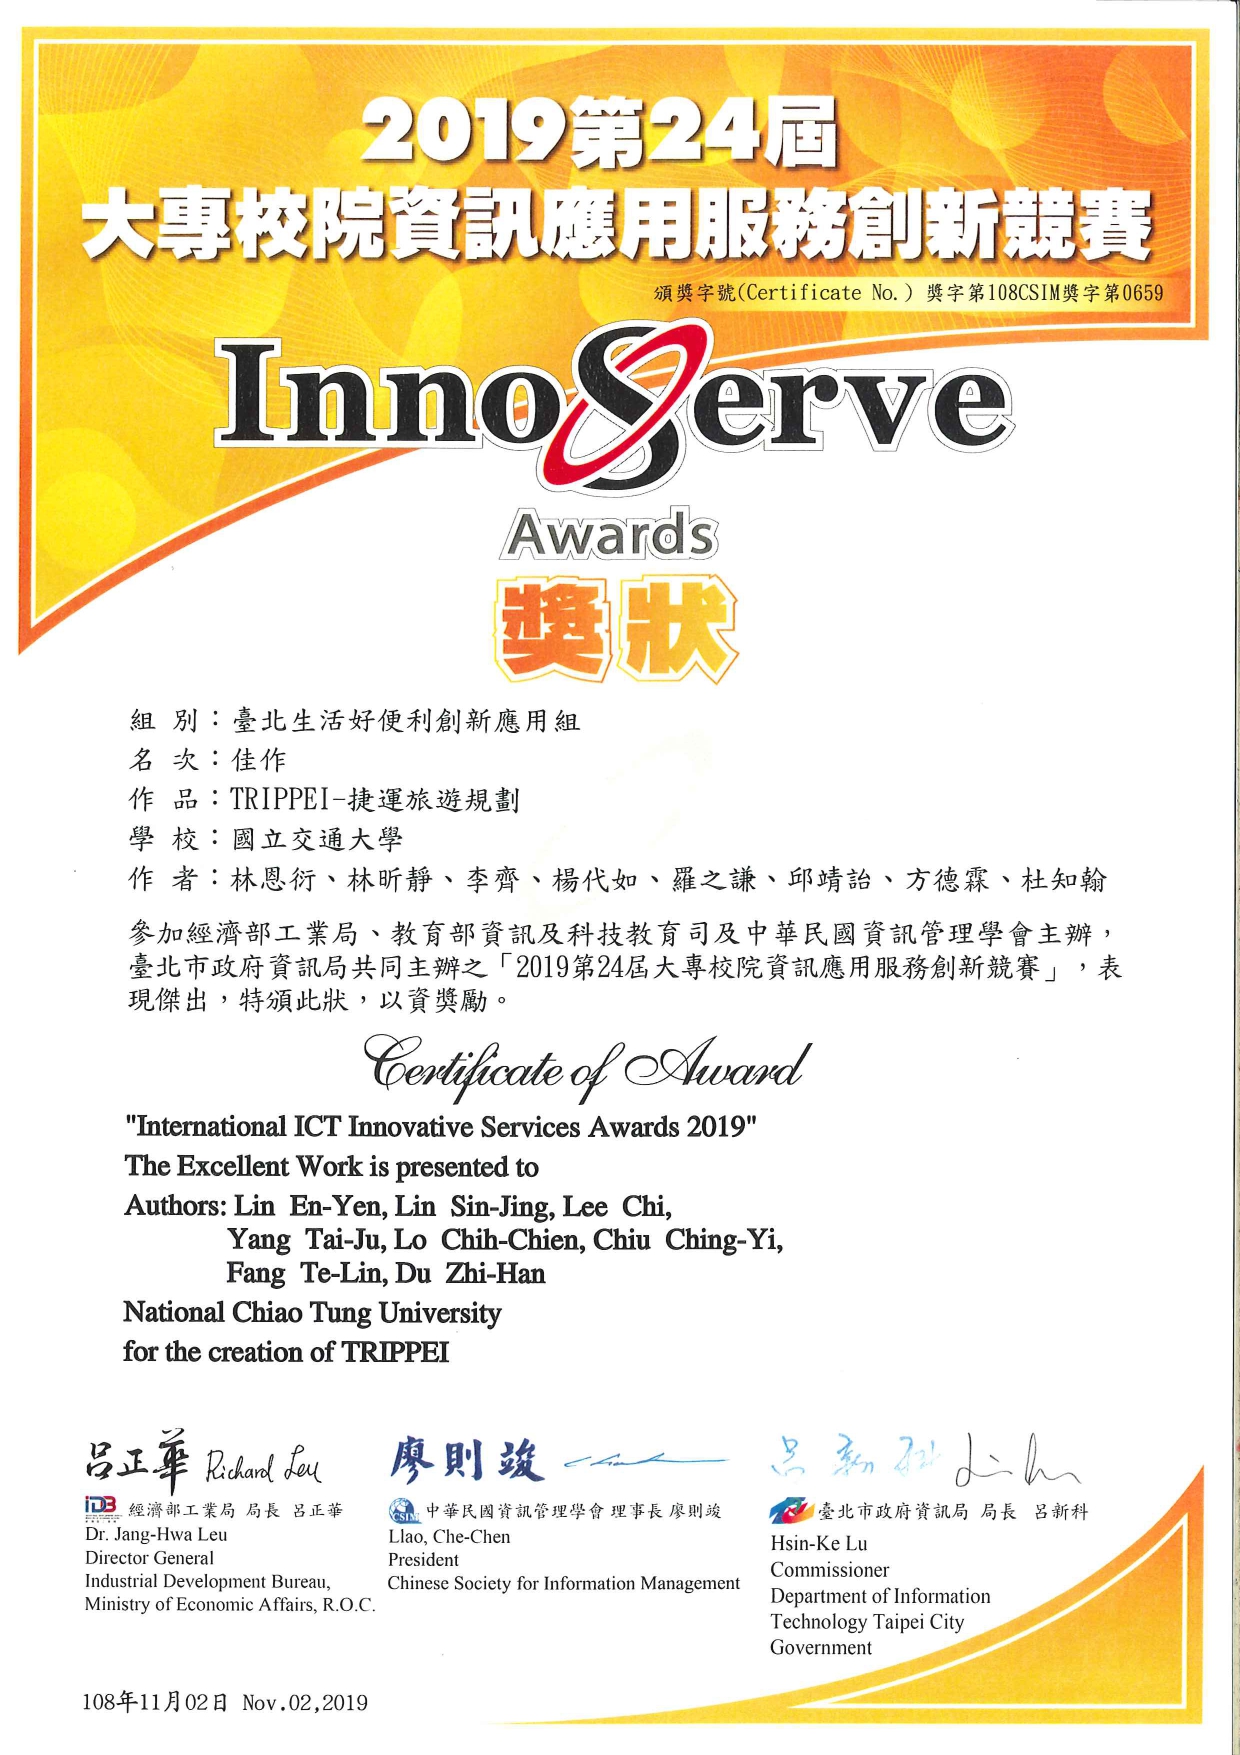 2019第24屆
大專校院資訊應用服務創新競賽
頒獎字號(Certificate No.) 獎字第108CSIM獎字第0659
InnoServe
Awards
獎狀
組 別：臺北生活好便利創新應用組
名 次：佳作
作 品：TRIPPEI-捷運旅遊規劃
學 校：國立交通大學
作 者：林恩衍、林昕靜、李齊、楊代如、羅之謙、邱靖詒、方德霖、杜知翰
參加經濟部工業局、教育部資訊及科技教育司及中華民國資訊管理學會主辦，
臺北市政府資訊局共同主辦之「2019第24屆大專校院資訊應用服務創新競賽」，表
現傑出，特頒此狀，以資獎勵。
Certificate of Award
"International ICT Innovative Services Awards 2019"
The Excellent Work is presented to
Authors: Lin En-Yen, Lin Sin-Jing, Lee Chi,
Yang Tai-Ju, Lo Chih-Chien, Chiu Ching-Yi,
Fang Te-Lin, Du Zhi-Han
National Chiao Tung University
for the creation of TRIPPEI
呂正華 Richard Leu
IDB 經濟部工業局 局長 呂正華
Dr. Jang-Hwa Leu
Director General
Industrial Development Bureau,
Ministry of Economic Affairs, R.O.C.
廖則竣
CSIM 中華民國資訊管理學會 理事長 廖則竣
LIao, Che-Chen
President
Chinese Society for Information Management
呂新科
臺北市政府資訊局 局長 呂新科
Hsin-Ke Lu
Commissioner
Department of Information
Technology Taipei City
Government
108年11月02日 Nov.02,2019